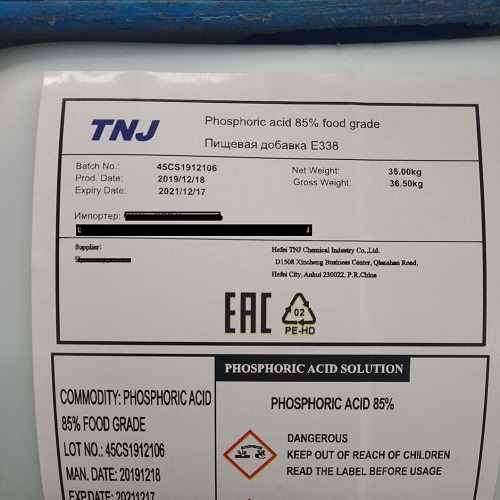 TNJ
Phosphoric acid 85% food grade
Пищевая добавка Е338
Batch No.: 45CS1912106
Prod. Date: 2019/12/18
Expiry Date: 2021/12/17
Net Weight: 35.00kg
Gross Weight: 36.50kg
Импортер:
Supplier:
Hefei TNJ Chemical Industry Co.,Ltd.
D1508 Xincheng Business Center, Qianshan Road,
Hefei City, Anhui 230022, P.R.China
EAC
02
PE-HD
COMMODITY: PHOSPHORIC ACID
85% FOOD GRADE
LOT NO.: 45CS1912106
MAN. DATE: 20191218
EXP.DATE: 20211217
PHOSPHORIC ACID SOLUTION
PHOSPHORIC ACID 85%
DANGEROUS
KEEP OUT OF REACH OF CHILDREN
READ THE LABEL BEFORE USAGE